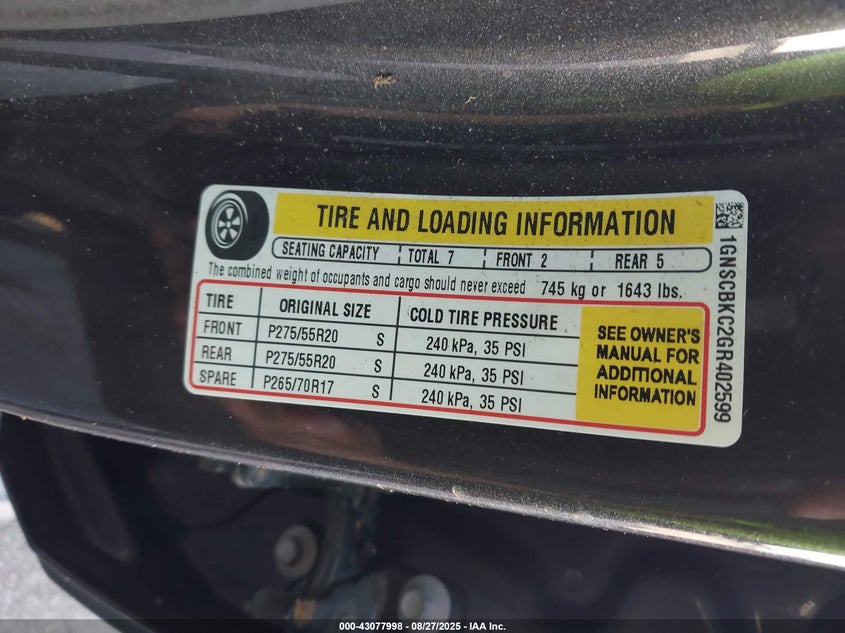 TIRE AND LOADING INFORMATION
SEATING CAPACITY TOTAL 7 FRONT 2 REAR 5
The combined weight of occupants and cargo should never exceed 745 kg or 1643 lbs.
TIRE ORIGINAL SIZE COLD TIRE PRESSURE
FRONT P275/55R20 S 240 kPa, 35 PSI
REAR P275/55R20 S 240 kPa, 35 PSI
SPARE P265/70R17 S 240 kPa, 35 PSI
SEE OWNER'S
MANUAL FOR
ADDITIONAL
INFORMATION
1GNSCBKC2GR402599
000-43077998 - 08/27/2025 - IAA Inc.